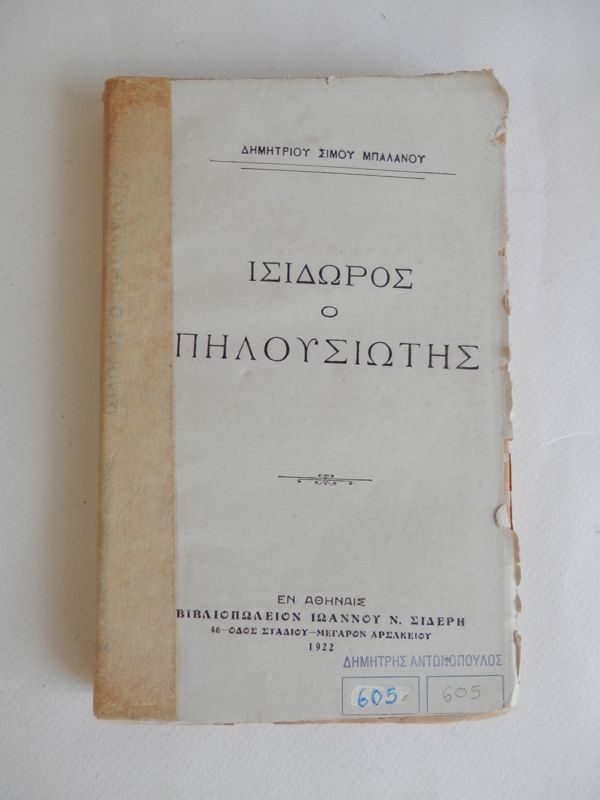 ΔΗΜΗΤΡΙΟΥ ΣΙΜΟΥ ΜΠΑΛΑΝΟΥ
ΙΣΙΔΩΡΟΣ
Ο
ΠΗΛΟΥΣΙΩΤΗΣ
ΕΝ ΑΘΗΝΑΙΣ
ΒΙΒΛΙΟΠΩΛΕΙΟΝ ΙΩΑΝΝΟΥ Ν. ΣΙΔΕΡΗ
46—ΟΔΟΣ ΣΤΑΔΙΟΥ—ΜΕΓΑΡΟΝ ΑΡΣΑΚΕΙΟΥ
1922
ΔΗΜΗΤΡΗΣ ΑΝΤΩΝΟΠΟΥΛΟΣ
605 605